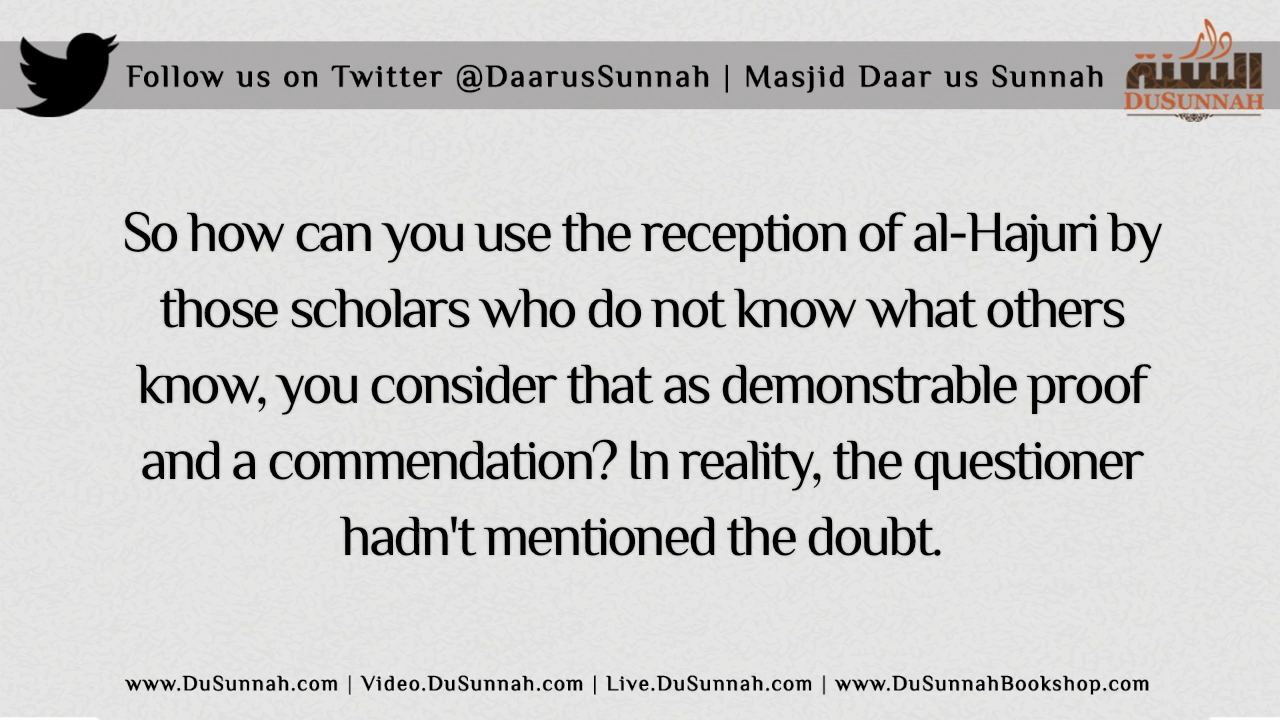 Follow us on Twitter @DaarusSunnah | Masjid Daar us Sunnah
دار
السنة
DUSUNNAH
So how can you use the reception of al-Hajuri by
those scholars who do not know what others
know, you consider that as demonstrable proof
and a commendation? In reality, the questioner
hadn't mentioned the doubt.
www.DuSunnah.com | Video.DuSunnah.com | Live.DuSunnah.com | www.DuSunnahBookshop.com